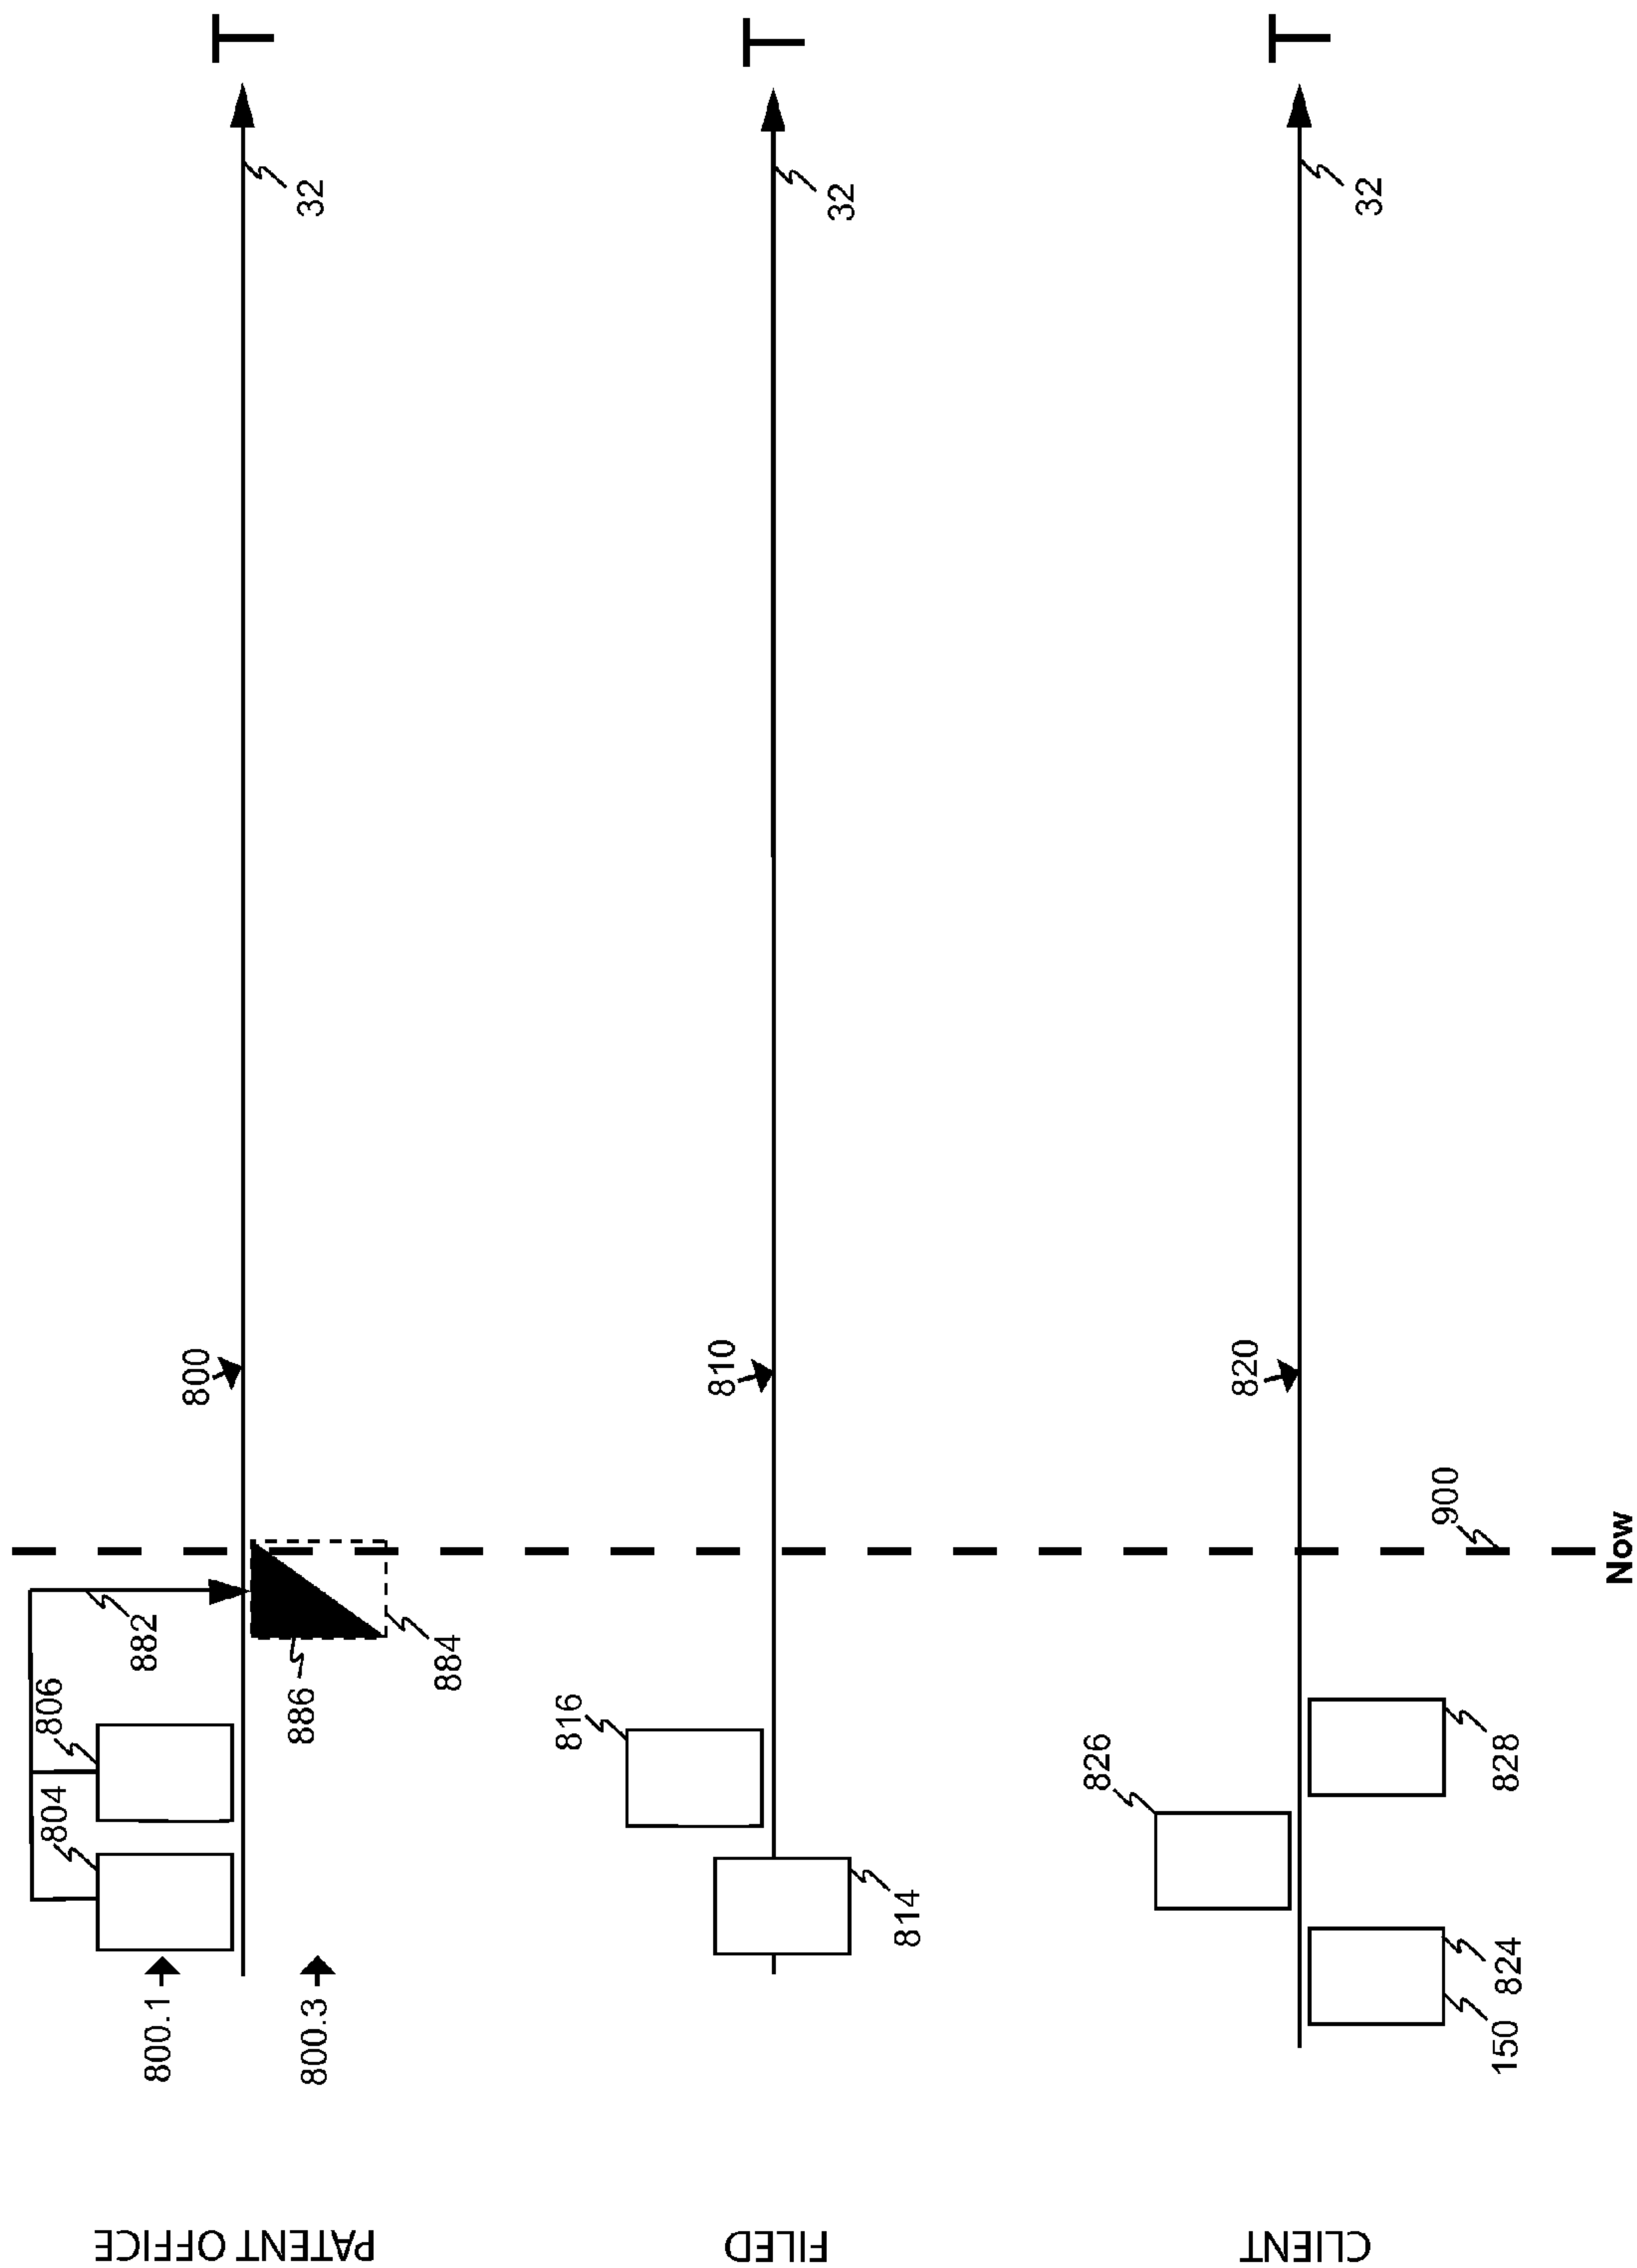 PATENT OFFICE
804
806
882
800.1
800
T
800.3
886
32
884
FILED
816
810
T
32
814
CLIENT
826
820
T
32
900
150
824
828
Now